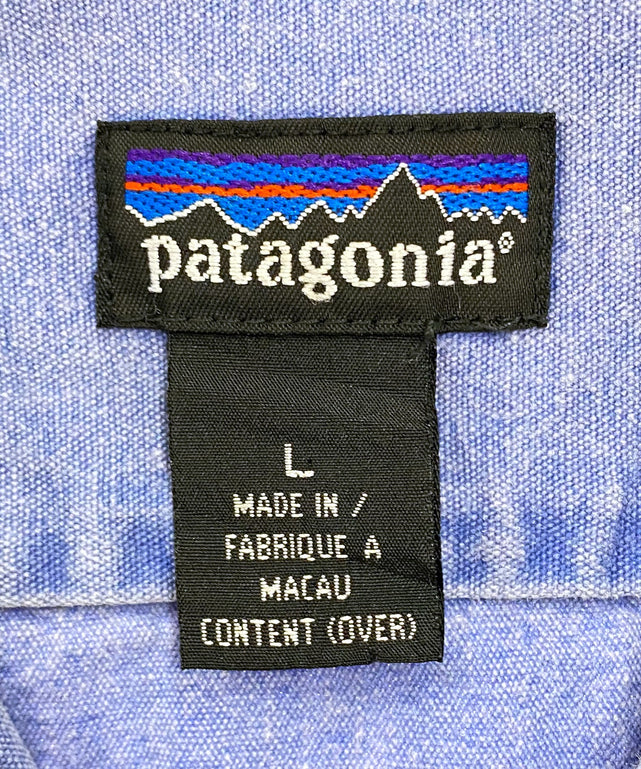 patagonia®
L
MADE IN /
FABRIQUE A
MACAU
CONTENT (OVER)